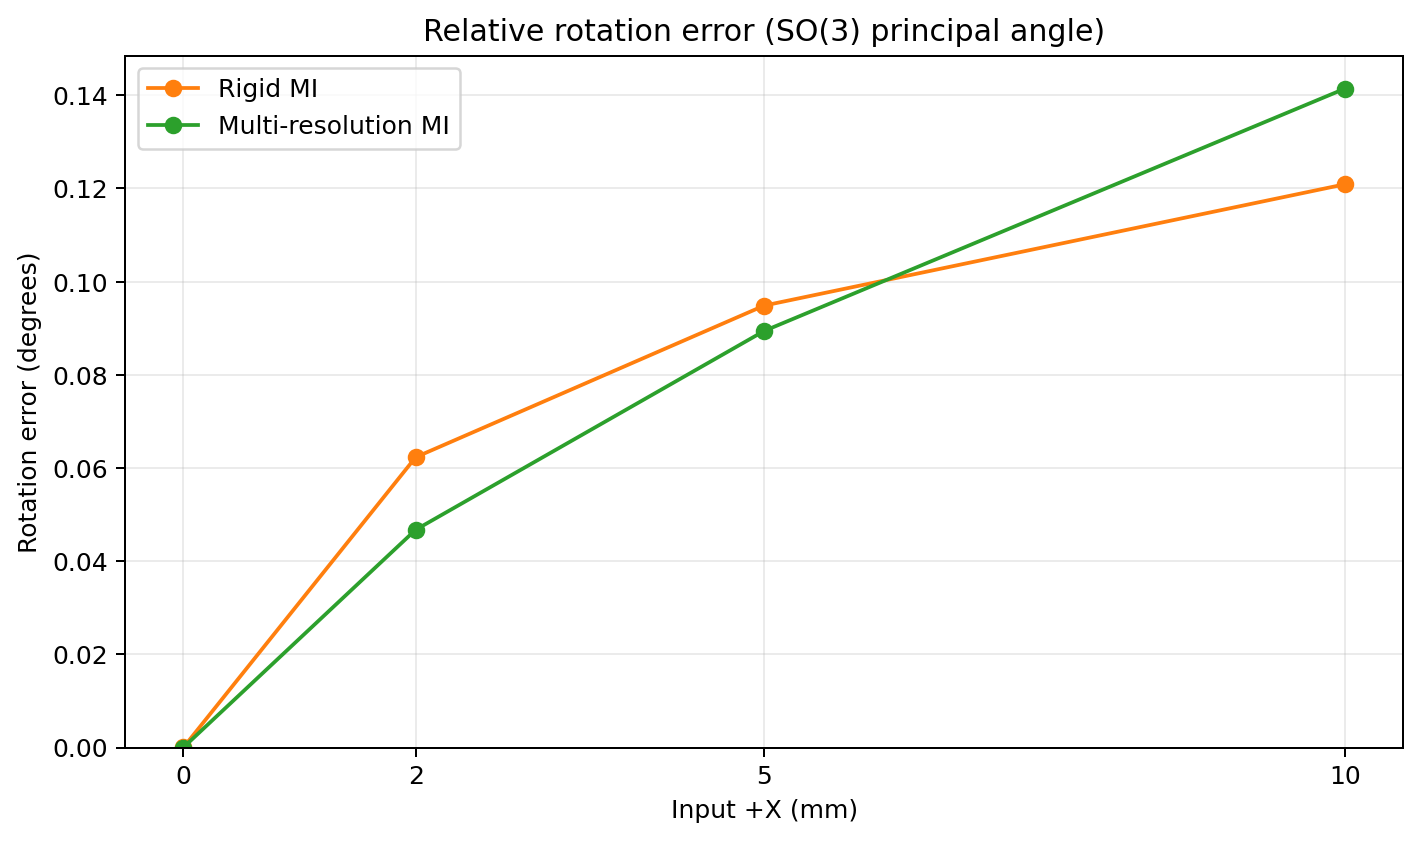 Relative rotation error (SO(3) principal angle)
Rigid MI
Multi-resolution MI
0.14
0.12
0.10
0.08
0.06
0.04
0.02
0.00
Rotation error (degrees)
0 2 5 10
Input +X (mm)